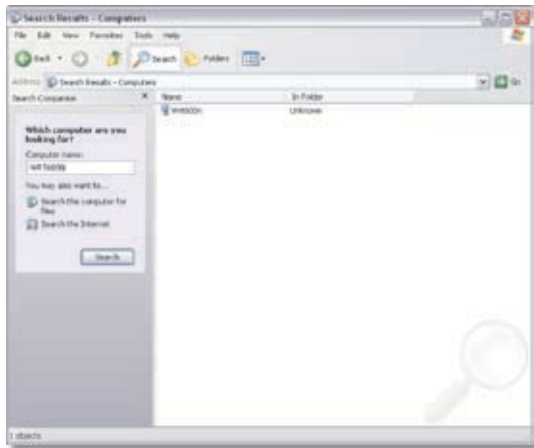 Search Results - Computers
File Edit View Favorites Tools Help
Back Search Folders
Address Search Results - Computers Go
Search Companion
Name In Folder
Unknown
Which computer are you
looking for?
Computer name:
You may also want to...
Search this computer for
files
Search the Internet
Search
1 objects